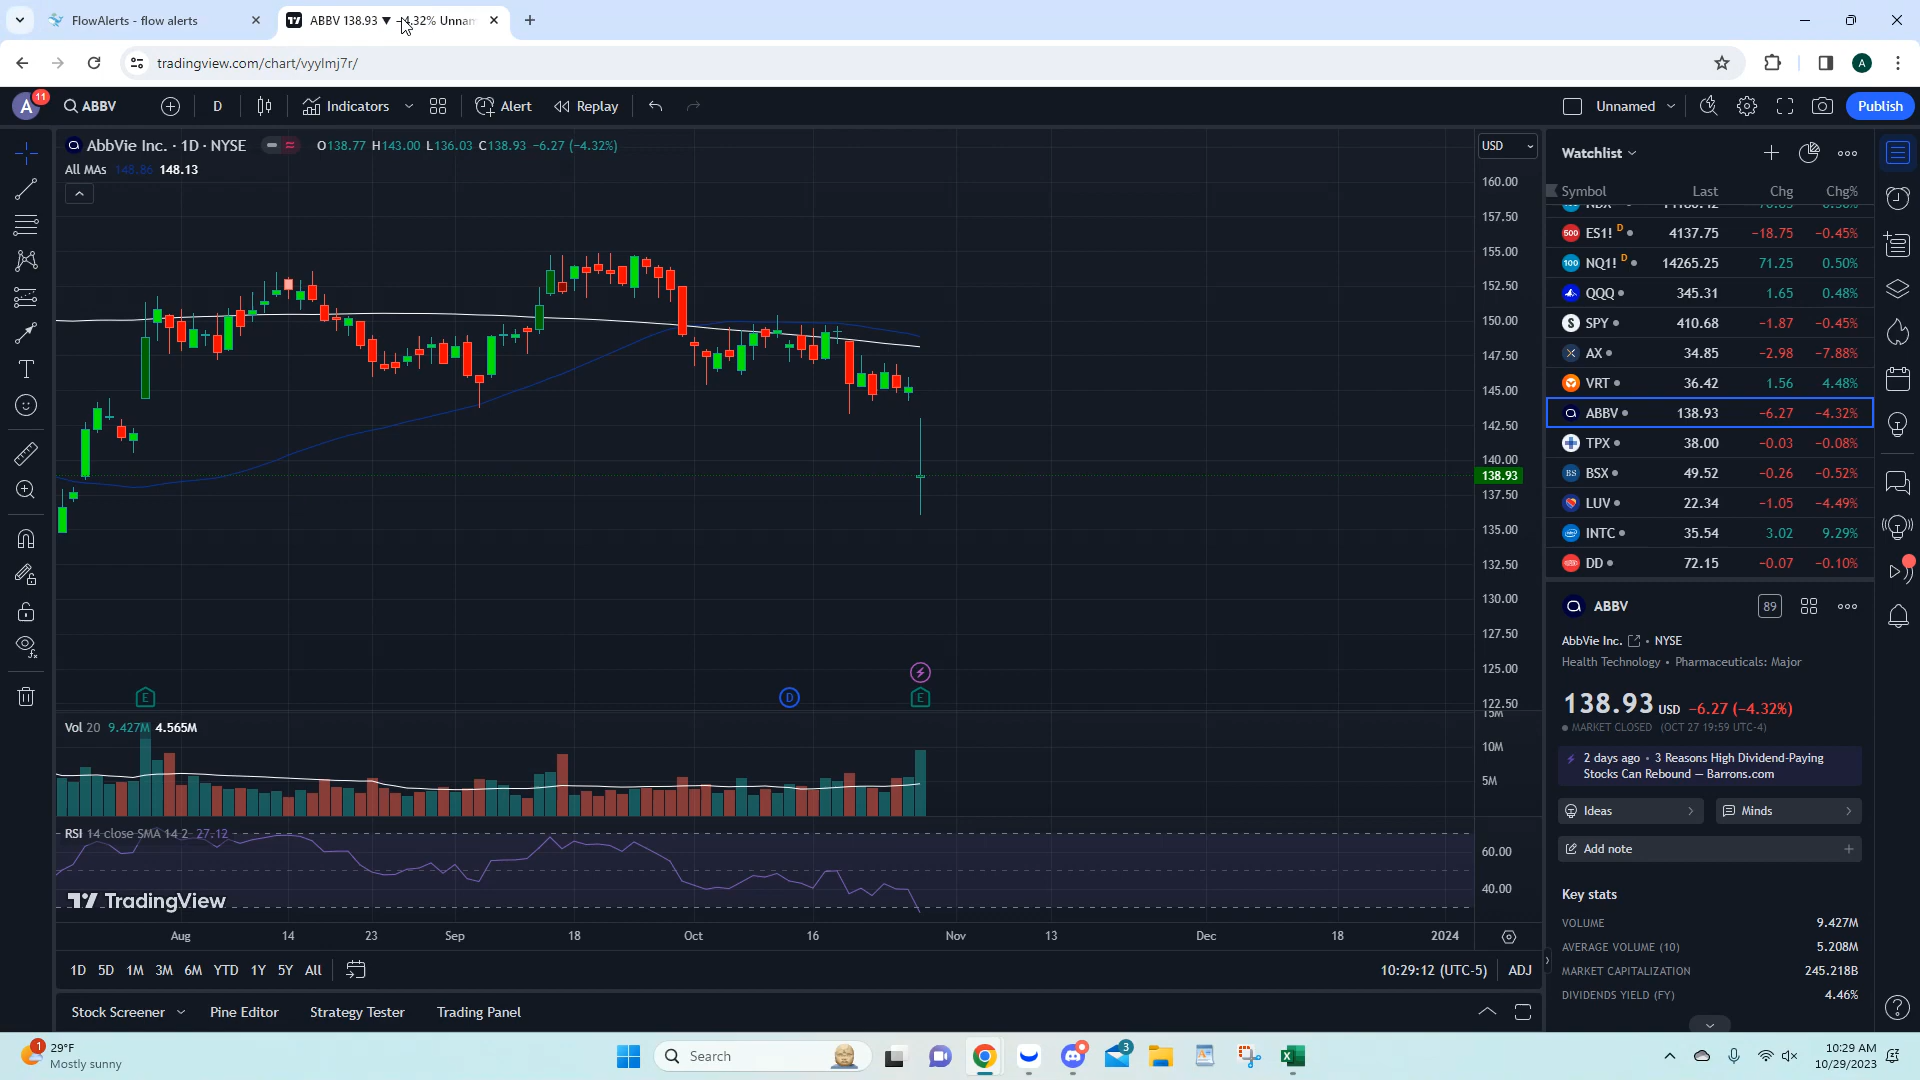 FlowAlerts - flow alerts
ABBV 138.93 ▼ −4.32% Unnam
tradingview.com/chart/vyylmj7r/
A
A
11
ABBV
D
Indicators
Alert
Replay
Unnamed
Publish
AbbVie Inc. · 1D · NYSE
O138.77 H143.00 L136.03 C138.93 −6.27 (−4.32%)
All MAs 148.86 148.13
USD
160.00
157.50
155.00
152.50
150.00
147.50
145.00
142.50
140.00
138.93
137.50
135.00
132.50
130.00
127.50
125.00
122.50
E
D
E
Vol 20 9.427M 4.565M
15M
10M
5M
RSI 14 close SMA 14 2 27.12
60.00
40.00
TradingView
Aug 14 23 Sep 18 Oct 16 Nov 13 Dec 18 2024
1D 5D 1M 3M 6M YTD 1Y 5Y All
10:29:12 (UTC-5) ADJ
Stock Screener Pine Editor Strategy Tester Trading Panel
Watchlist
Symbol Last Chg Chg%
500 ES1! D 4137.75 −18.75 −0.45%
100 NQ1! D 14265.25 71.25 0.50%
QQQ 345.31 1.65 0.48%
S SPY 410.68 −1.87 −0.45%
AX 34.85 −2.98 −7.88%
VRT 36.42 1.56 4.48%
ABBV 138.93 −6.27 −4.32%
TPX 38.00 −0.03 −0.08%
BS BSX 49.52 −0.26 −0.52%
LUV 22.34 −1.05 −4.49%
INTC 35.54 3.02 9.29%
DD 72.15 −0.07 −0.10%
ABBV
89
AbbVie Inc. • NYSE
Health Technology • Pharmaceuticals: Major
138.93 USD −6.27 (−4.32%)
MARKET CLOSED (OCT 27 19:59 UTC-4)
2 days ago • 3 Reasons High Dividend-Paying
Stocks Can Rebound — Barrons.com
Ideas
Minds
Add note
Key stats
VOLUME 9.427M
AVERAGE VOLUME (10) 5.208M
MARKET CAPITALIZATION 245.218B
DIVIDENDS YIELD (FY) 4.46%
1
29°F
Mostly sunny
Search
3
10:29 AM
10/29/2023